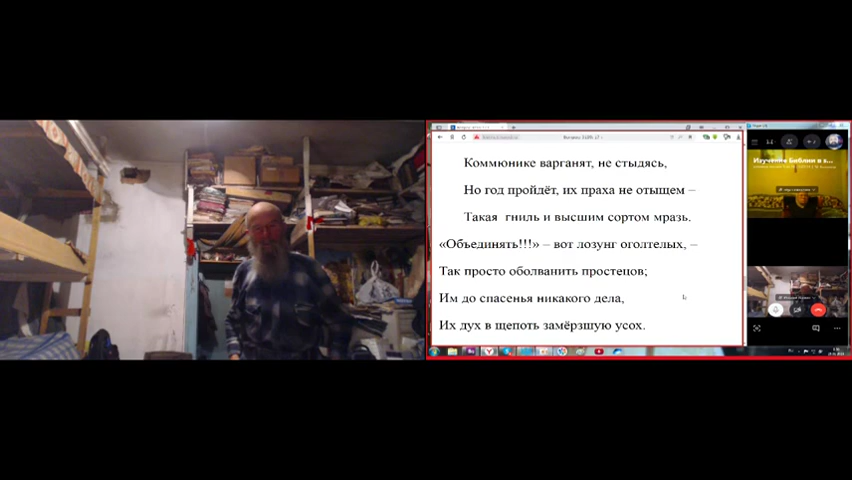 Коммюнике варганят, не стыдясь,
Но год пройдёт, их праха не отыщем –
Такая гниль и высшим сортом мразь.
«Объединять!!!» – вот лозунг оголтелых, –
Так просто оболванить простецов;
Им до спасенья никакого дела,
Их дух в щепоть замёрзшую усох.
Изучение Библии в к...